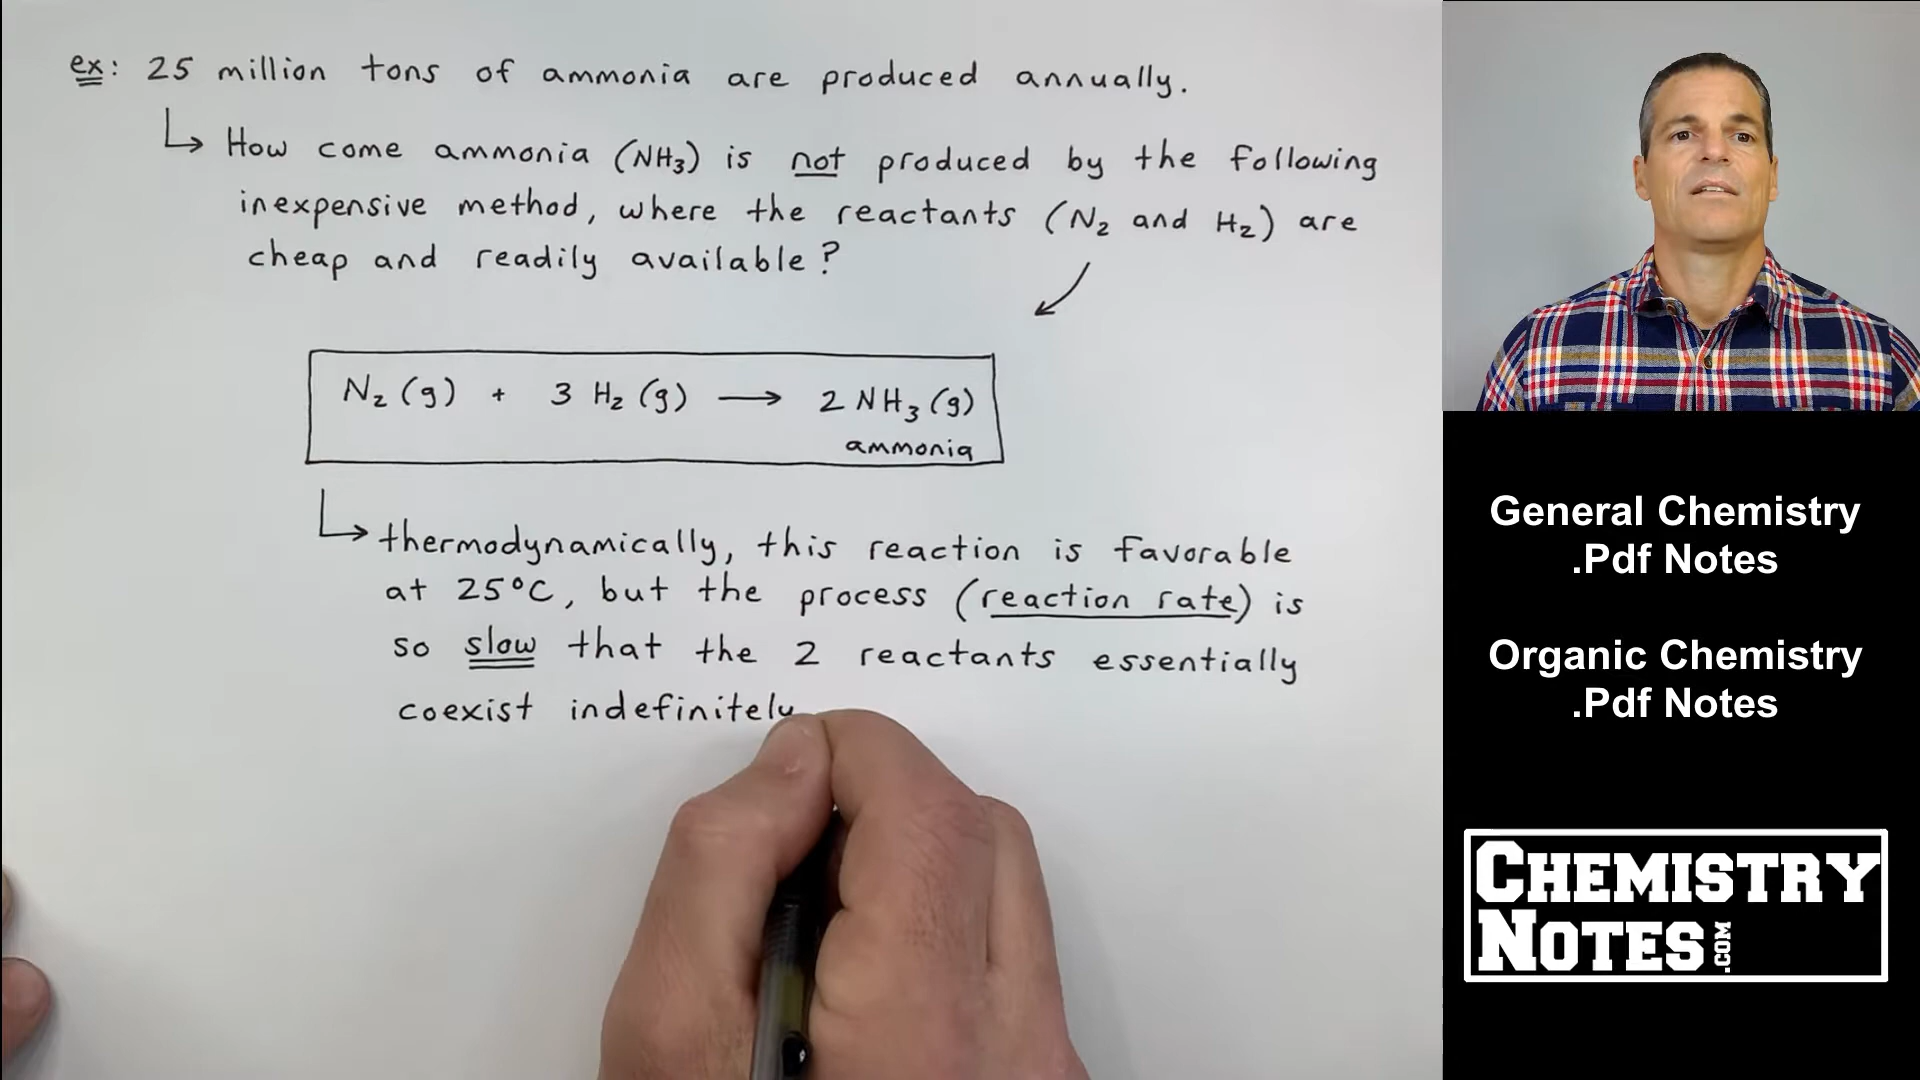 ex: 25 million tons of ammonia are produced annually.
How come ammonia (NH₃) is not produced by the following
inexpensive method, where the reactants (N₂ and H₂) are
cheap and readily available?
N₂ (g) + 3 H₂ (g) → 2 NH₃ (g)
ammonia
thermodynamically, this reaction is favorable
at 25°C, but the process (reaction rate) is
so slow that the 2 reactants essentially
coexist indefinitely
General Chemistry
.Pdf Notes
Organic Chemistry
.Pdf Notes
CHEMISTRY
NOTES.COM